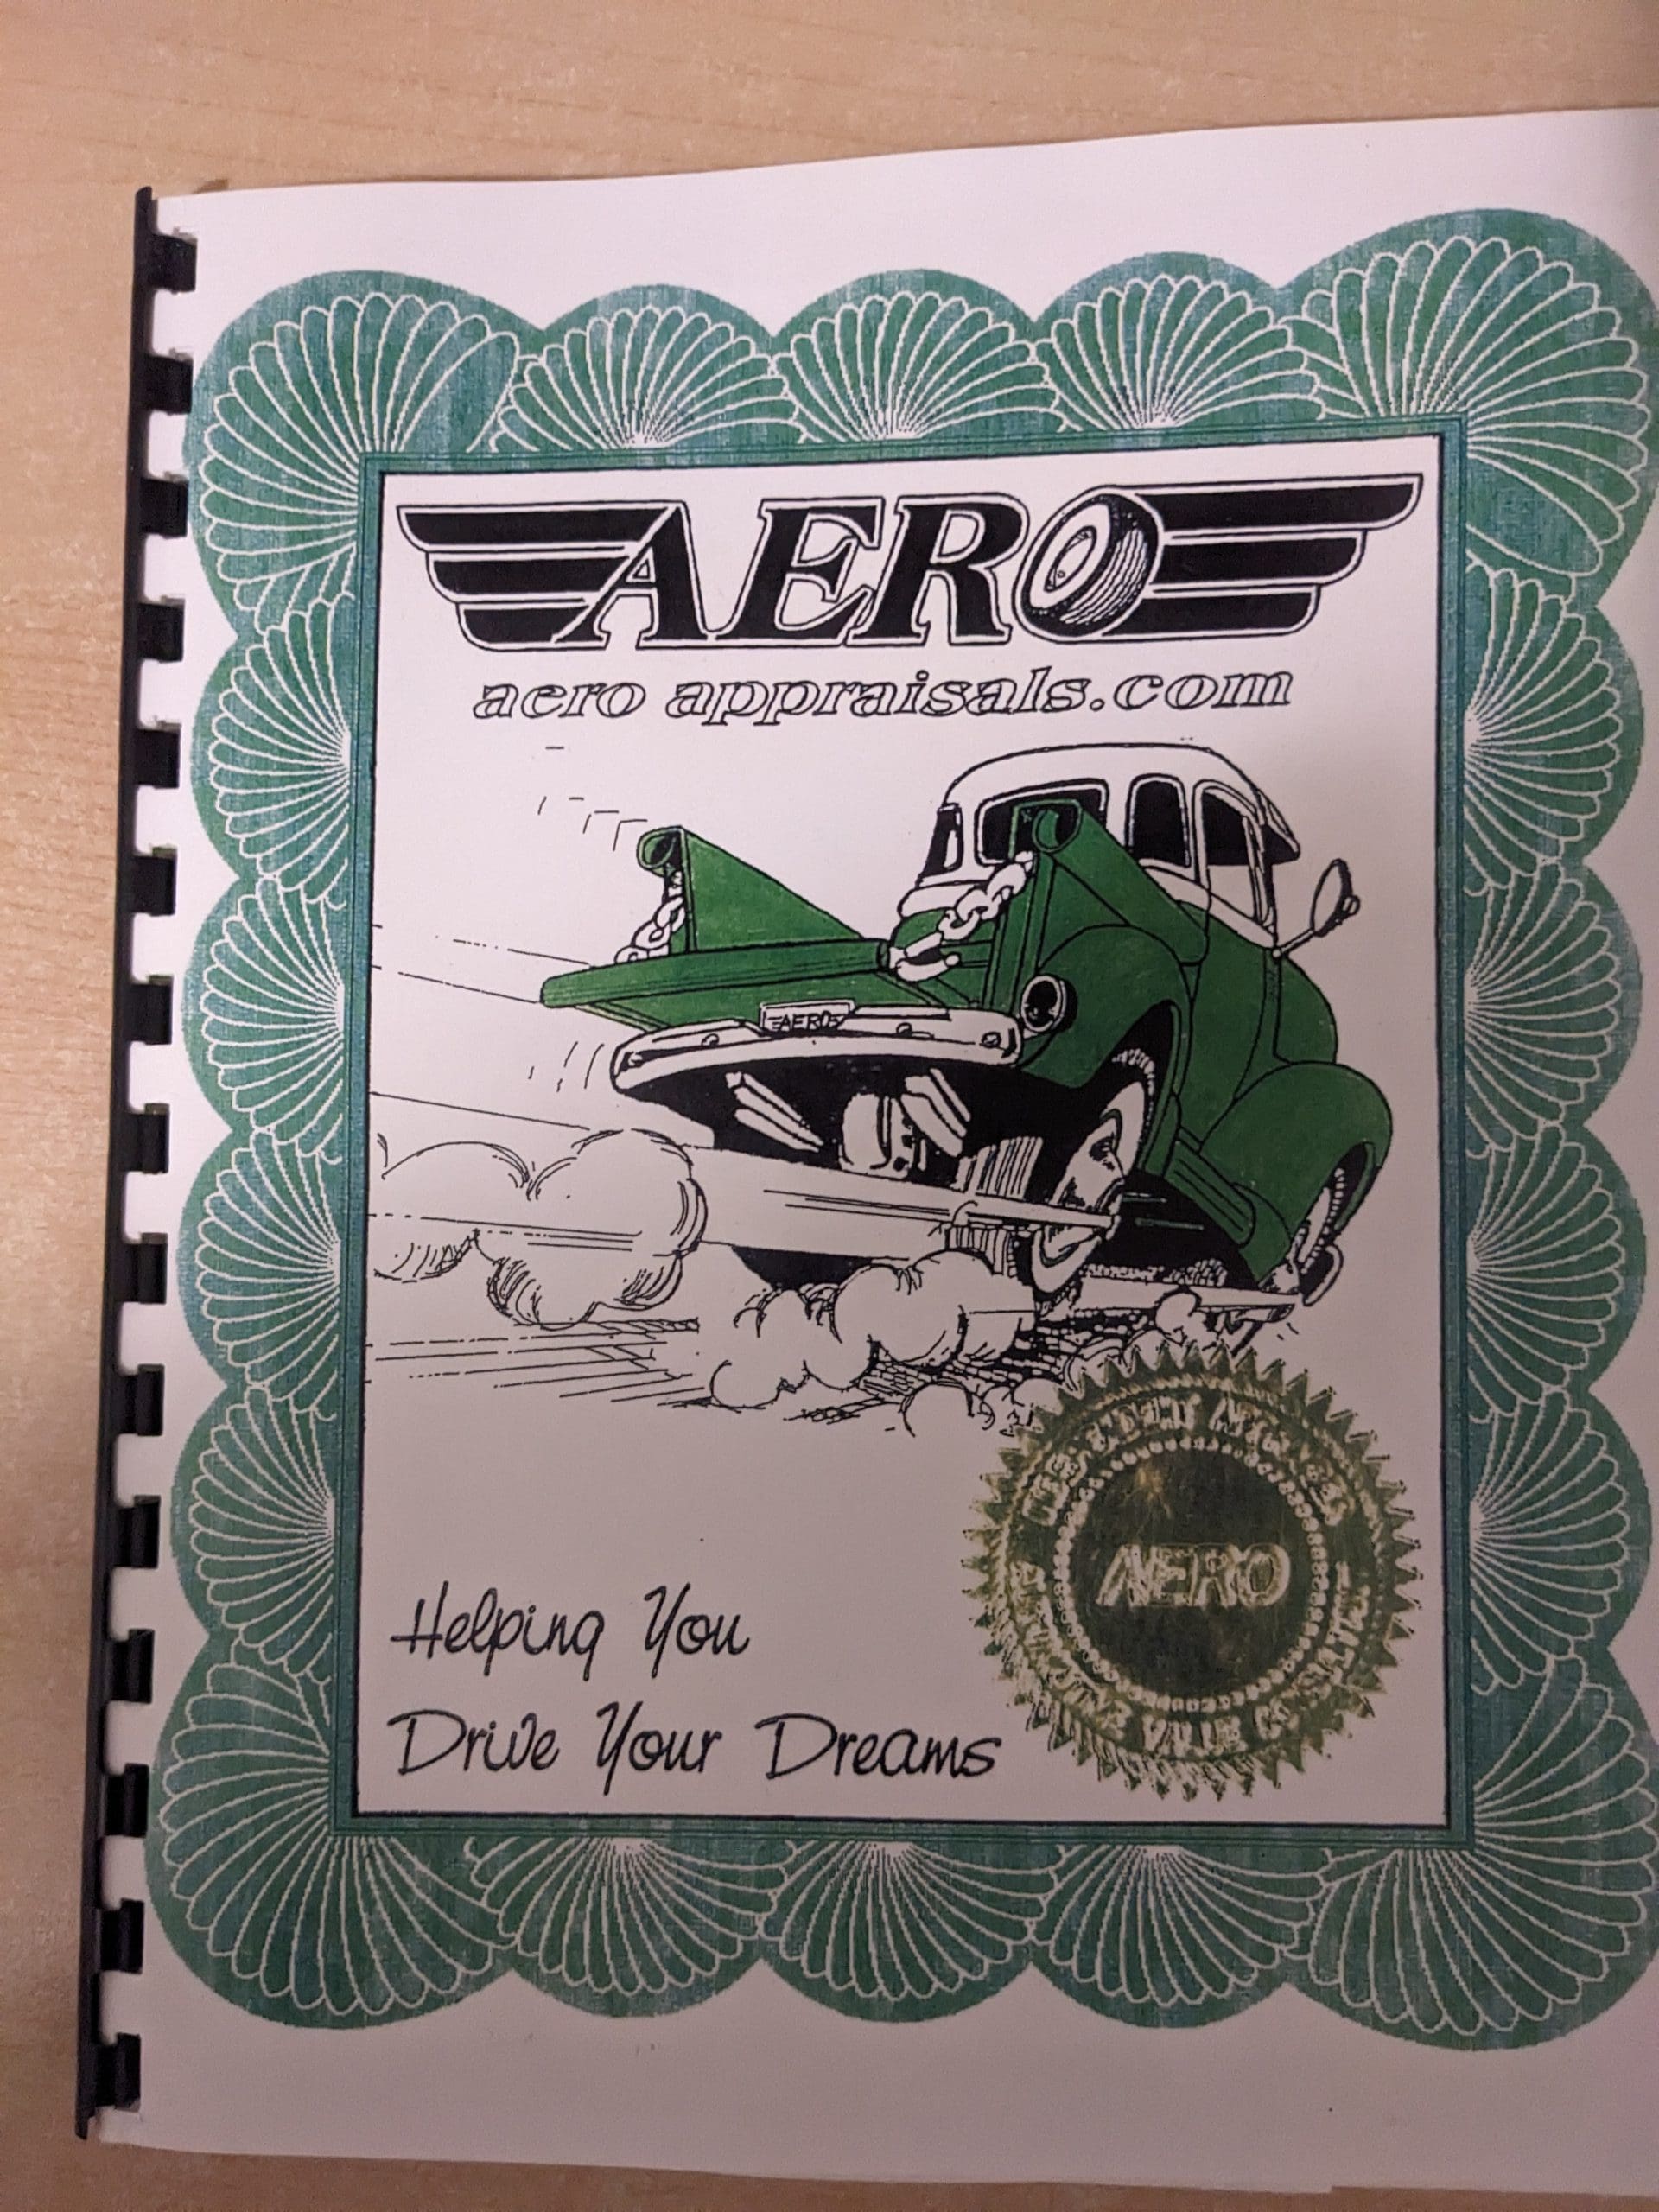 AERO
aero appraisals.com
AERO
AERO
Helping You
Drive Your Dreams